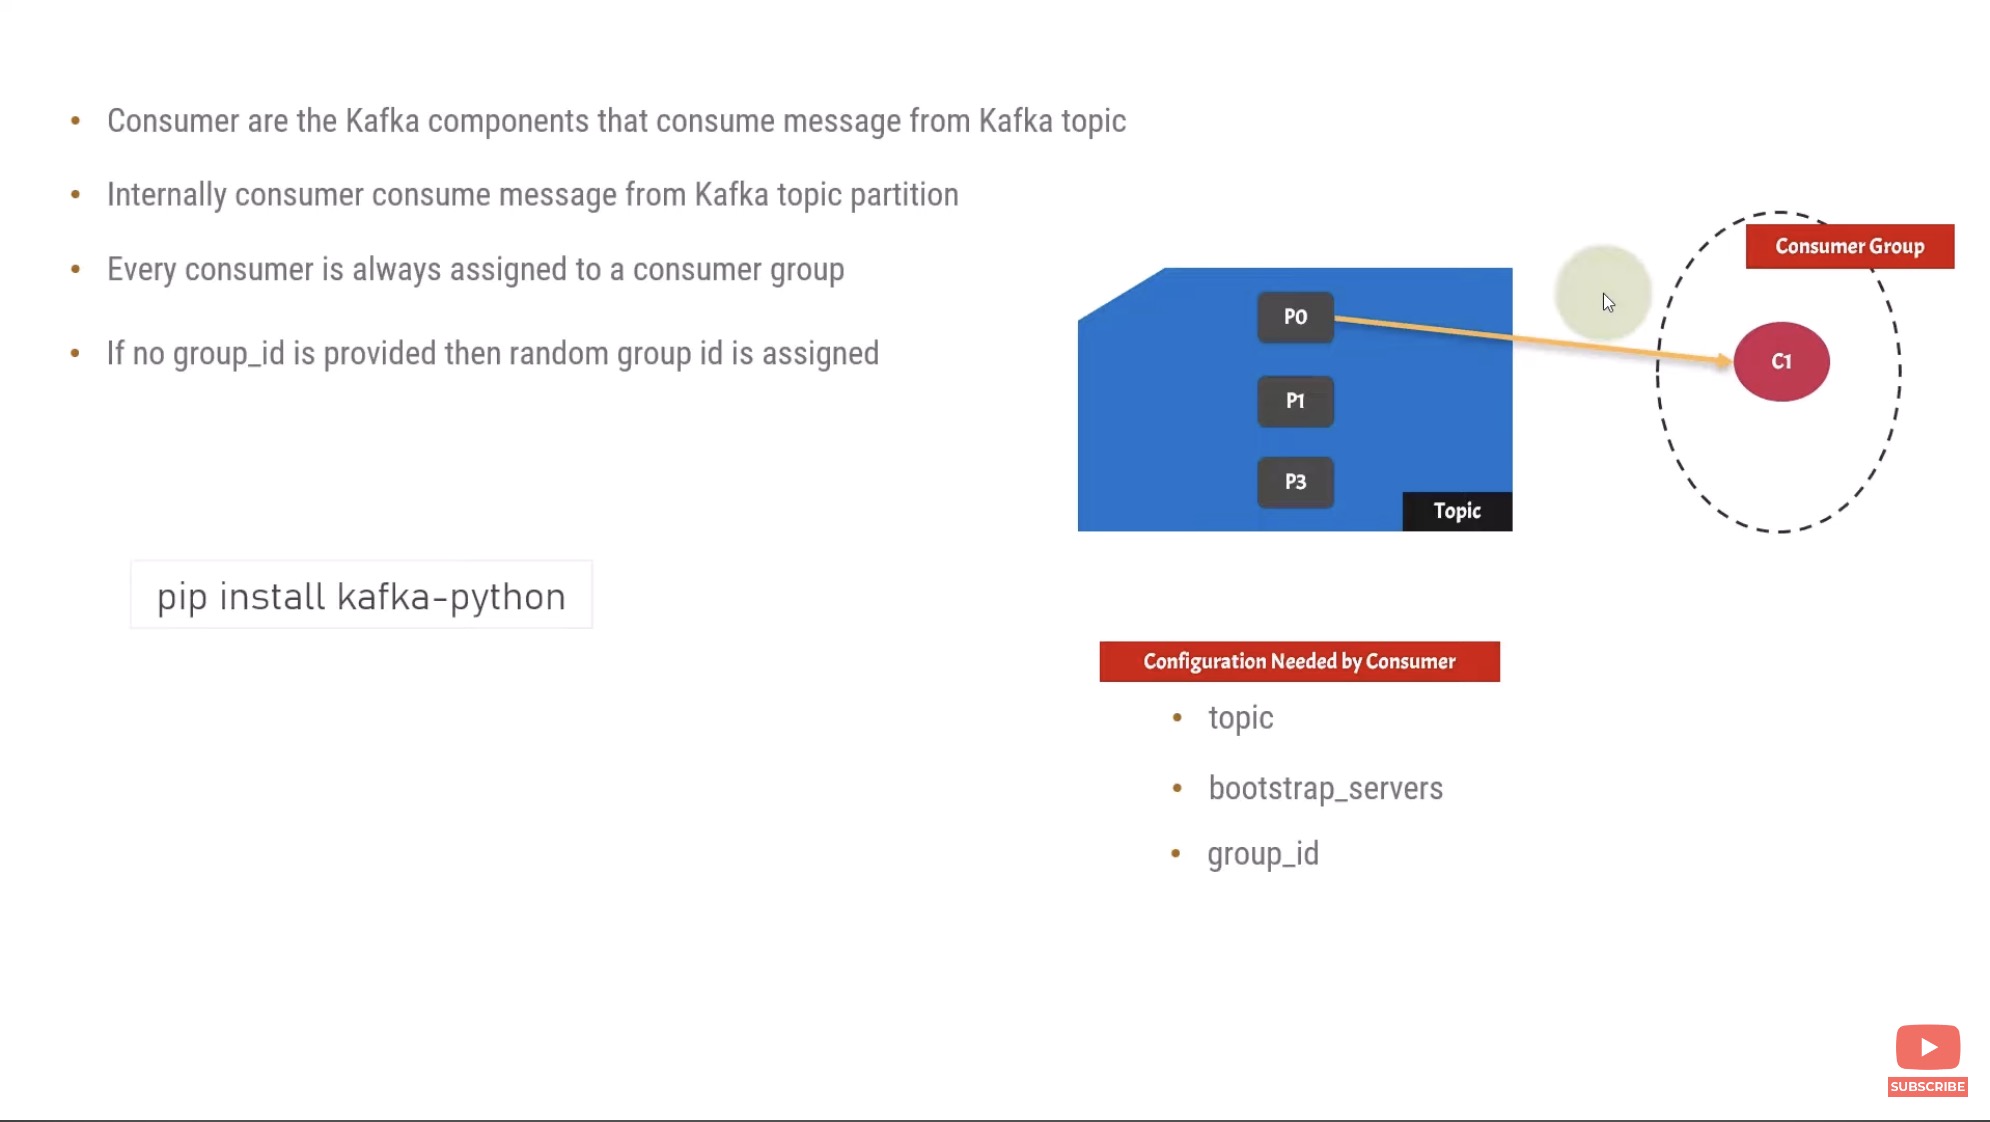 Consumer are the Kafka components that consume message from Kafka topic
Internally consumer consume message from Kafka topic partition
Every consumer is always assigned to a consumer group
If no group_id is provided then random group id is assigned
pip install kafka-python
Consumer Group
P0
C1
P1
P3
Topic
Configuration Needed by Consumer
topic
bootstrap_servers
group_id
SUBSCRIBE